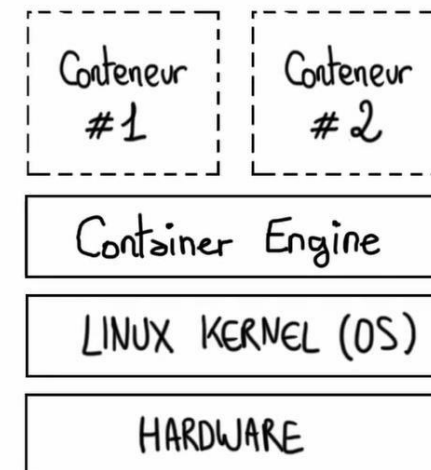 Conteneur
#1
Conteneur
#2
Container Engine
LINUX KERNEL (OS)
HARDWARE